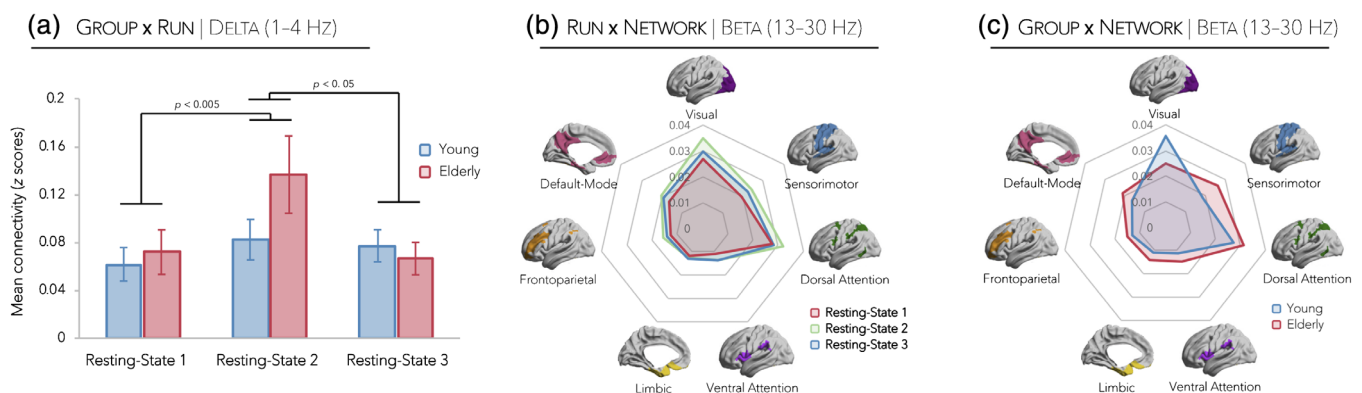 (a) GROUP x RUN | DELTA (1–4 HZ)
Mean connectivity (z scores)
0.2
0.16
0.12
0.08
0.04
0
p < 0.005
p < 0.05
Young
Elderly
Resting-State 1
Resting-State 2
Resting-State 3
(b) RUN x NETWORK | BETA (13–30 HZ)
Visual
0.04
0.03
0.02
0.01
0
Default-Mode
Sensorimotor
Frontoparietal
Dorsal Attention
Limbic
Ventral Attention
Resting-State 1
Resting-State 2
Resting-State 3
(c) GROUP x NETWORK | BETA (13–30 HZ)
Visual
0.04
0.03
0.02
0.01
0
Default-Mode
Sensorimotor
Frontoparietal
Dorsal Attention
Limbic
Ventral Attention
Young
Elderly